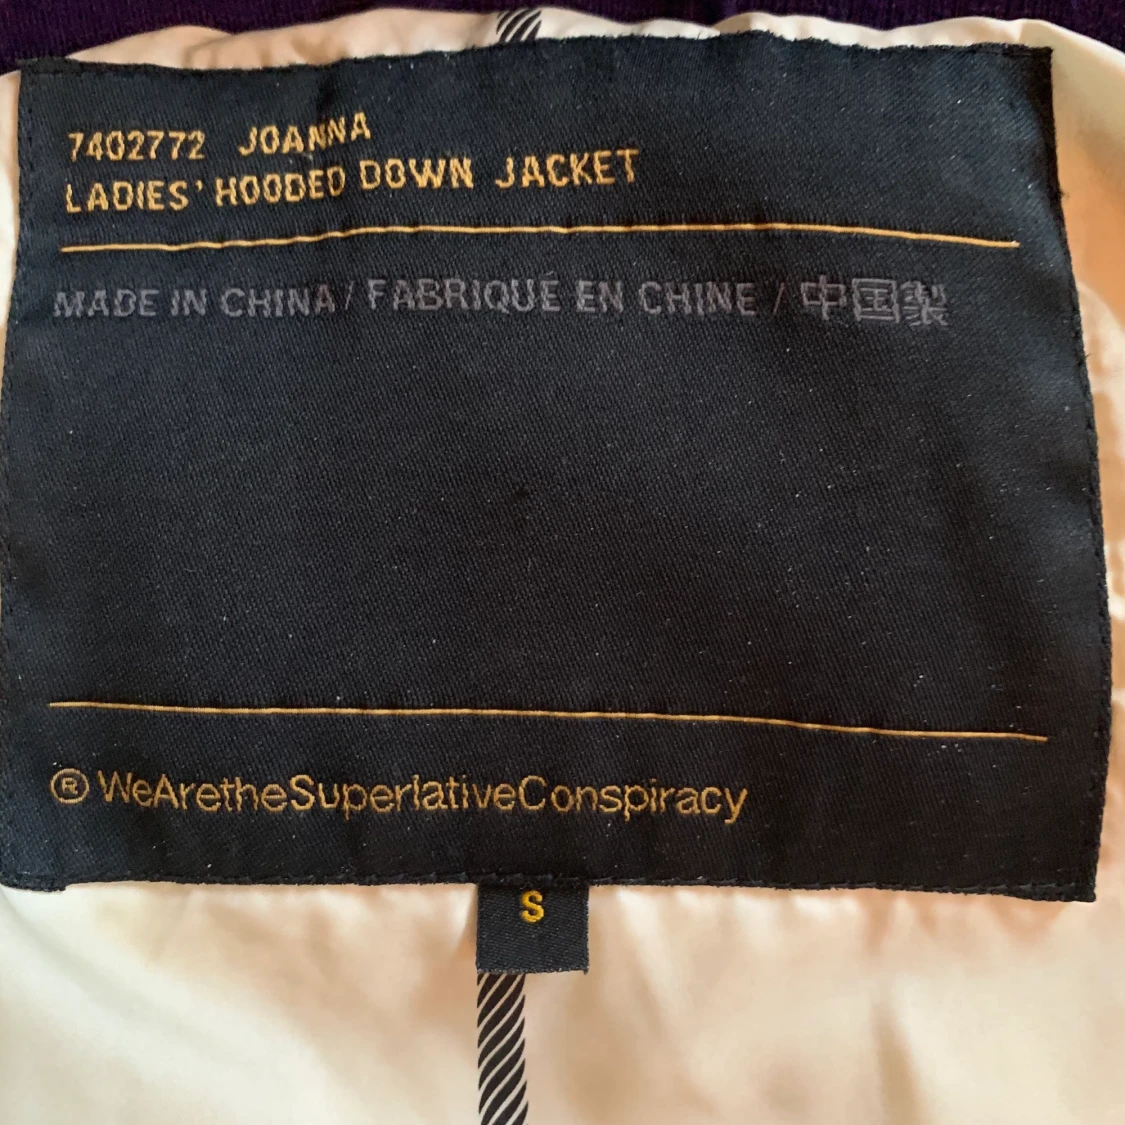 7402772 JOANNA
LADIES' HOODED DOWN JACKET
MADE IN CHINA / FABRIQUÉ EN CHINE / 中国製
® WeAretheSuperlativeConspiracy
S